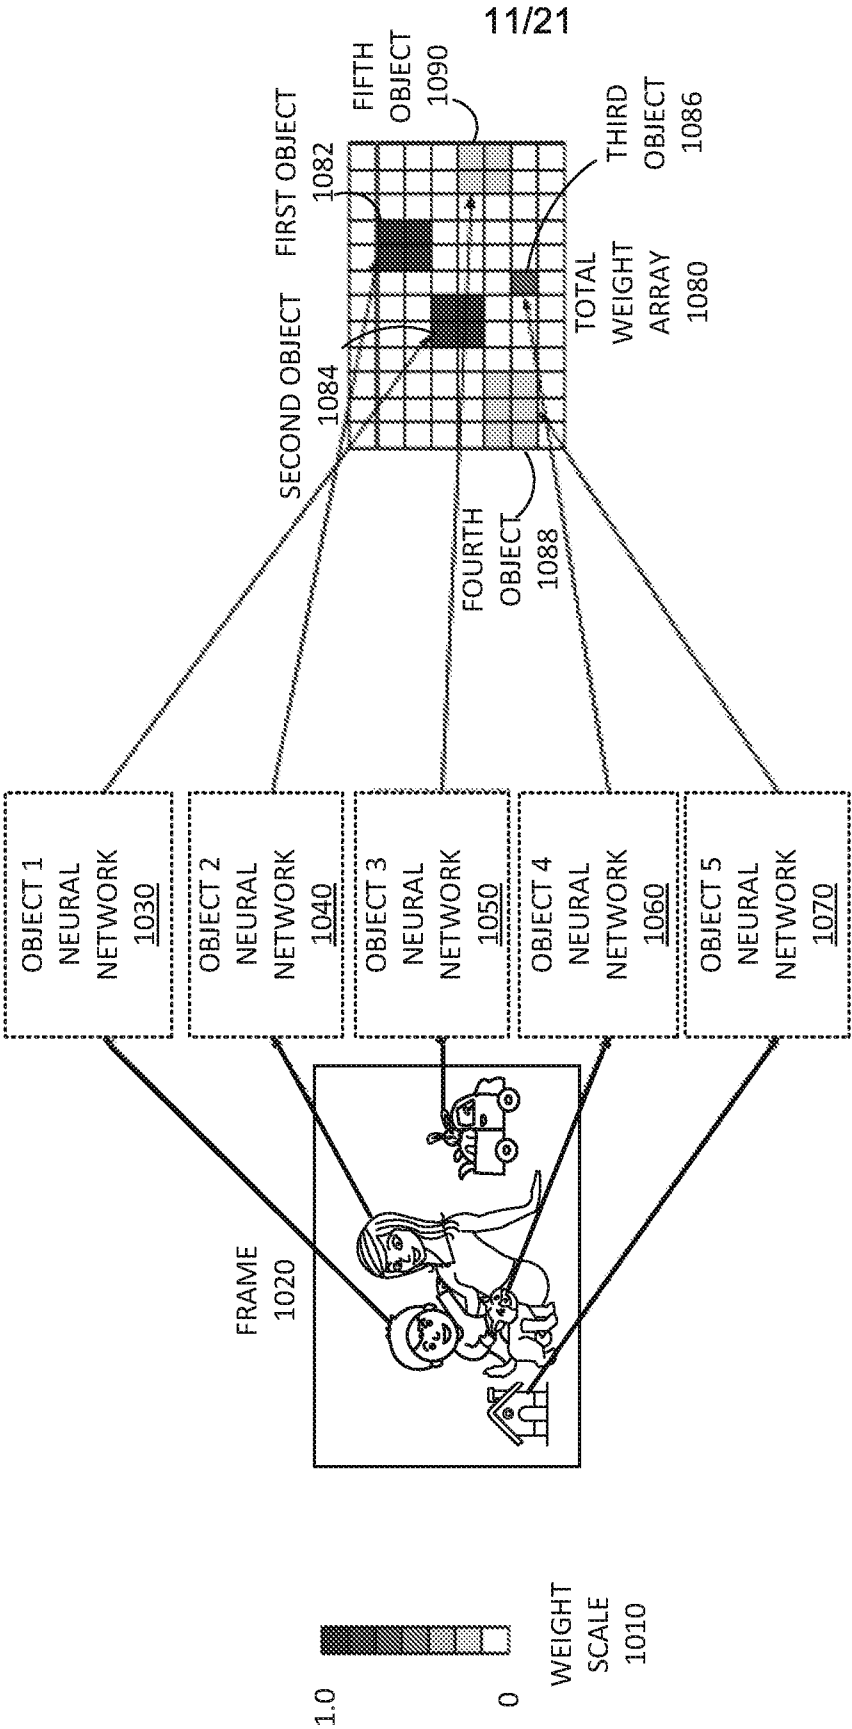 11/21
1.0
0
WEIGHT
SCALE
1010
FRAME
1020
OBJECT 1
NEURAL
NETWORK
1030
OBJECT 2
NEURAL
NETWORK
1040
OBJECT 3
NEURAL
NETWORK
1050
OBJECT 4
NEURAL
NETWORK
1060
OBJECT 5
NEURAL
NETWORK
1070
SECOND OBJECT
1084
FIRST OBJECT
1082
FIFTH
OBJECT
1090
FOURTH
OBJECT
1088
TOTAL
WEIGHT
ARRAY
1080
THIRD
OBJECT
1086